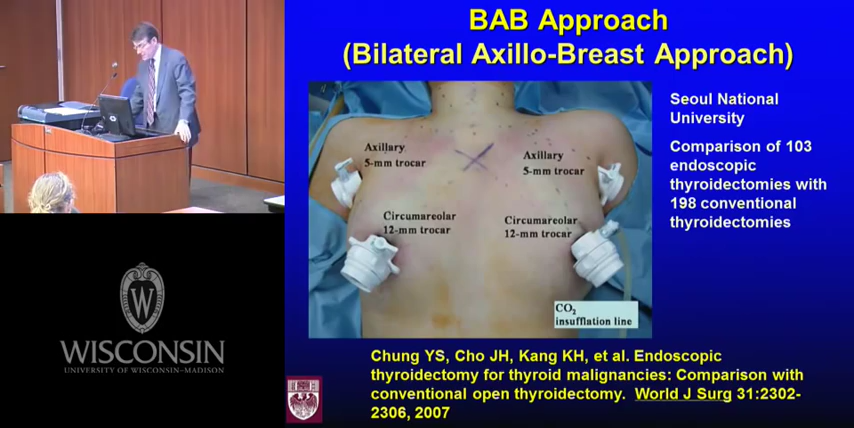 BAB Approach
(Bilateral Axillo-Breast Approach)
Axillary
5-mm trocar
Axillary
5-mm trocar
Circumareolar
12-mm trocar
Circumareolar
12-mm trocar
CO2
insufflation line
Seoul National
University
Comparison of 103
endoscopic
thyroidectomies with
198 conventional
thyroidectomies
Chung YS, Cho JH, Kang KH, et al. Endoscopic
thyroidectomy for thyroid malignancies: Comparison with
conventional open thyroidectomy. World J Surg 31:2302-
2306, 2007
W
WISCONSIN
UNIVERSITY OF WISCONSIN–MADISON